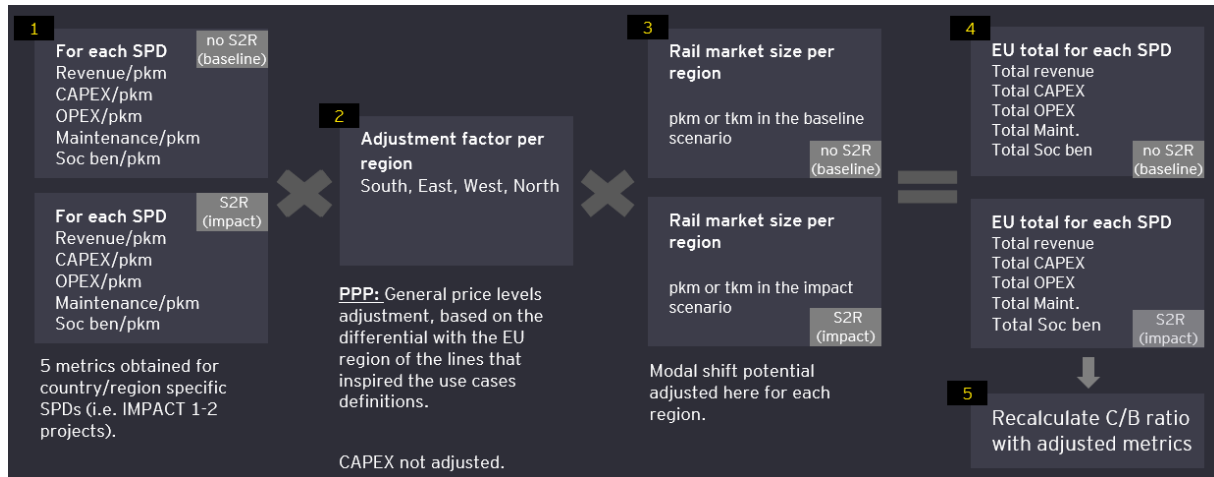 1
no S2R
(baseline)
For each SPD
Revenue/pkm
CAPEX/pkm
OPEX/pkm
Maintenance/pkm
Soc ben/pkm
S2R
(impact)
For each SPD
Revenue/pkm
CAPEX/pkm
OPEX/pkm
Maintenance/pkm
Soc ben/pkm
5 metrics obtained for
country/region specific
SPDs (i.e. IMPACT 1-2
projects).
2
Adjustment factor per
region
South, East, West, North
PPP: General price levels
adjustment, based on the
differential with the EU
region of the lines that
inspired the use cases
definitions.
CAPEX not adjusted.
3
Rail market size per
region
pkm or tkm in the baseline
scenario
no S2R
(baseline)
Rail market size per
region
pkm or tkm in the impact
scenario
S2R
(impact)
Modal shift potential
adjusted here for each
region.
4
EU total for each SPD
Total revenue
Total CAPEX
Total OPEX
Total Maint.
Total Soc ben
no S2R
(baseline)
EU total for each SPD
Total revenue
Total CAPEX
Total OPEX
Total Maint.
Total Soc ben
S2R
(impact)
5
Recalculate C/B ratio
with adjusted metrics